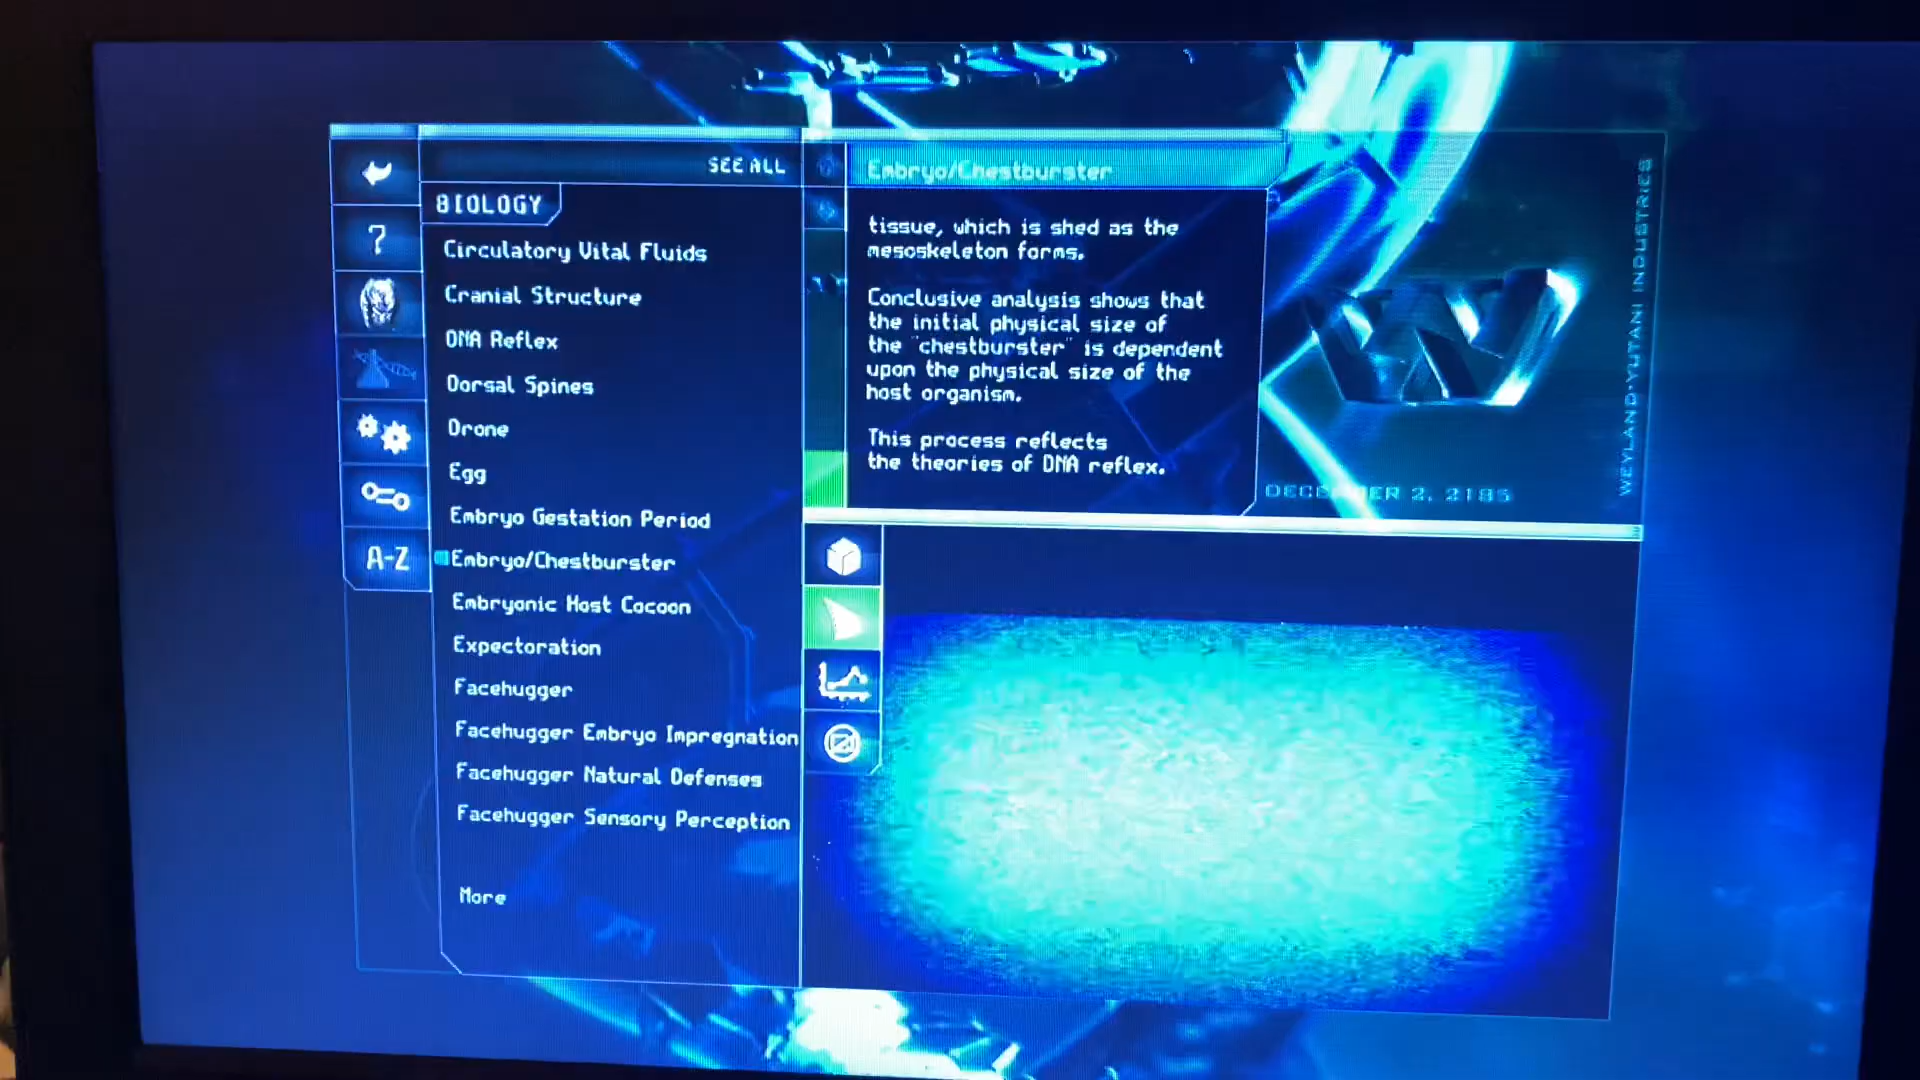 SEE ALL
BIOLOGY
Circulatory Vital Fluids
Cranial Structure
DNA Reflex
Dorsal Spines
Drone
Egg
Embryo Gestation Period
Embryo/Chestburster
Embryonic Host Cocoon
Expectoration
Facehugger
Facehugger Embryo Impregnation
Facehugger Natural Defenses
Facehugger Sensory Perception
More
?
A-Z
Embryo/Chestburster
tissue, which is shed as the
mesoskeleton forms.
Conclusive analysis shows that
the initial physical size of
the "chestburster" is dependent
upon the physical size of the
host organism.
This process reflects
the theories of DNA reflex.
DECEMBER 2, 2185
WEYLAND-YUTANI INDUSTRIES